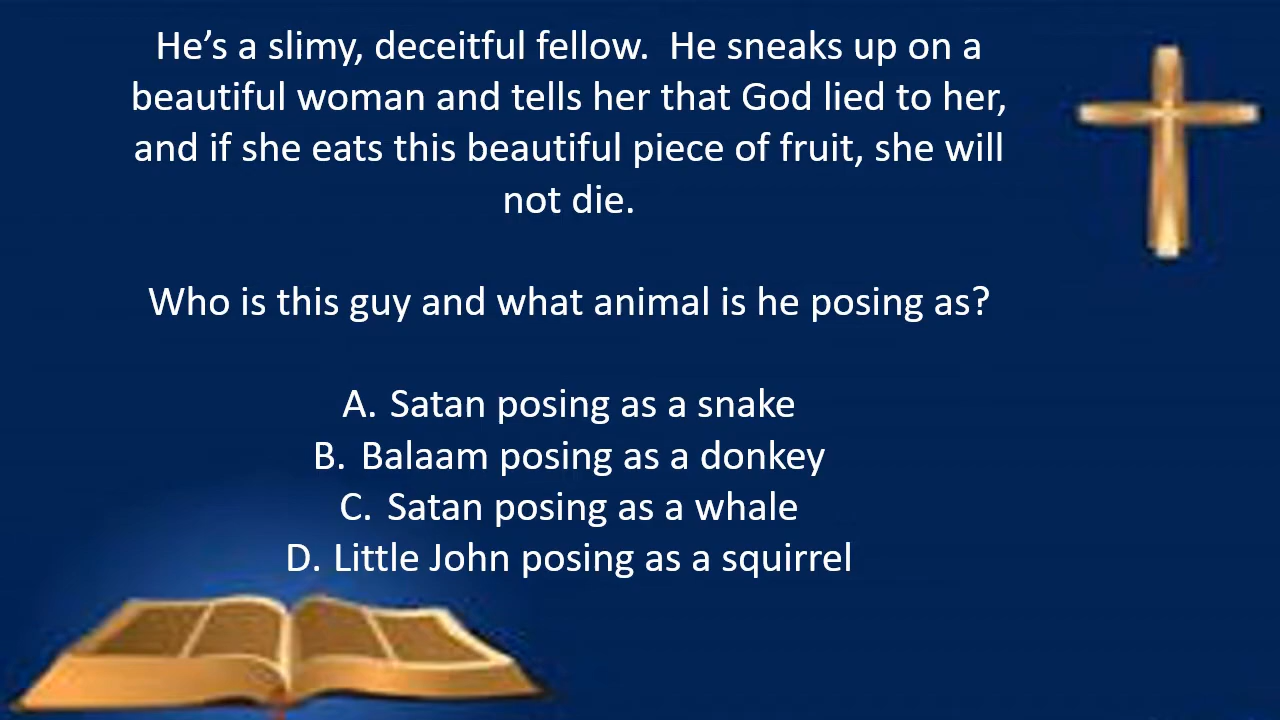 He’s a slimy, deceitful fellow.  He sneaks up on a
beautiful woman and tells her that God lied to her,
and if she eats this beautiful piece of fruit, she will
not die.
Who is this guy and what animal is he posing as?
A. Satan posing as a snake
B. Balaam posing as a donkey
C. Satan posing as a whale
D. Little John posing as a squirrel